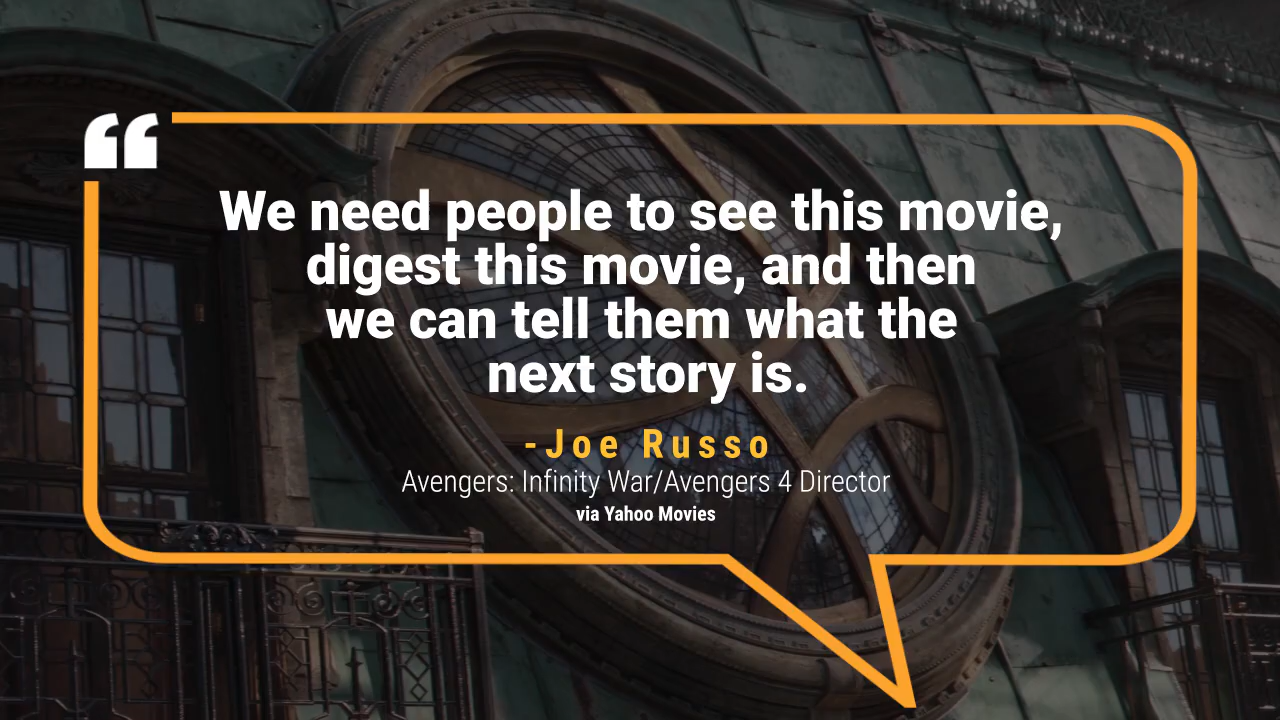 “
We need people to see this movie,
digest this movie, and then
we can tell them what the
next story is.
-Joe Russo
Avengers: Infinity War/Avengers 4 Director
via Yahoo Movies